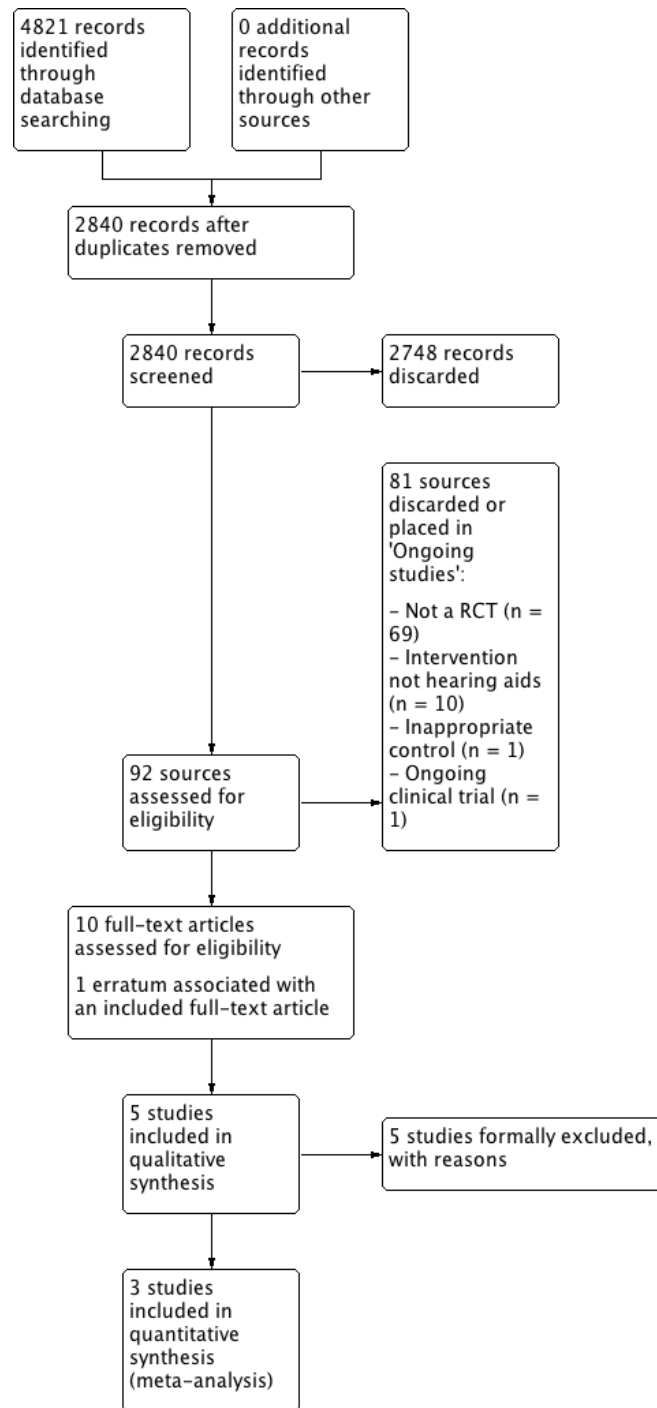 4821 records
identified
through
database
searching
0 additional
records
identified
through other
sources
2840 records after
duplicates removed
2840 records
screened
2748 records
discarded
81 sources
discarded or
placed in
'Ongoing
studies':
– Not a RCT (n =
69)
– Intervention
not hearing aids
(n = 10)
– Inappropriate
control (n = 1)
– Ongoing
clinical trial (n =
1)
92 sources
assessed for
eligibility
10 full-text articles
assessed for eligibility
1 erratum associated with
an included full-text article
5 studies
included in
qualitative
synthesis
5 studies formally excluded,
with reasons
3 studies
included in
quantitative
synthesis
(meta-analysis)